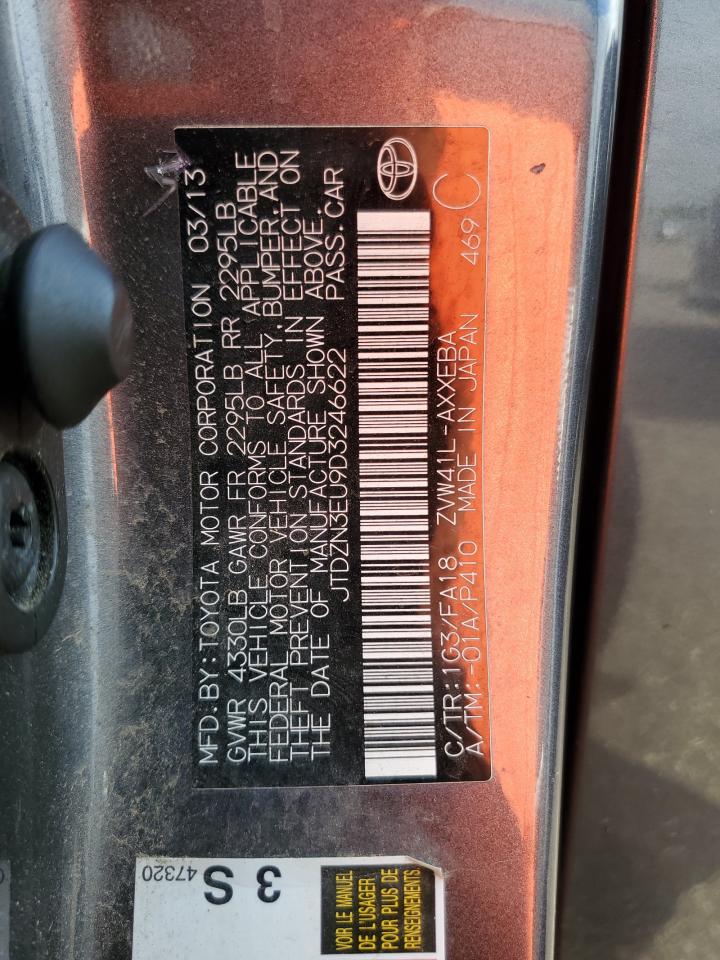 MFD.BY:TOYOTA MOTOR CORPORATION 03/13
GVWR 4330LB GAWR FR 2295LB RR 2295LB
THIS VEHICLE CONFORMS TO ALL APPLICABLE
FEDERAL MOTOR VEHICLE SAFETY,BUMPER,AND
THEFT PREVENTION STANDARDS IN EFFECT ON
THE DATE OF MANUFACTURE SHOWN ABOVE.
JTDZN3EU9D3246622 PASS.CAR
C/TR:1G3/FA18 ZVW41L-AXXEBA
A/TM:-01A/P410 MADE IN JAPAN 469 C
3 S
47320
VOIR LE MANUEL
DE L'USAGER
POUR PLUS DE
RENSEIGNEMENTS